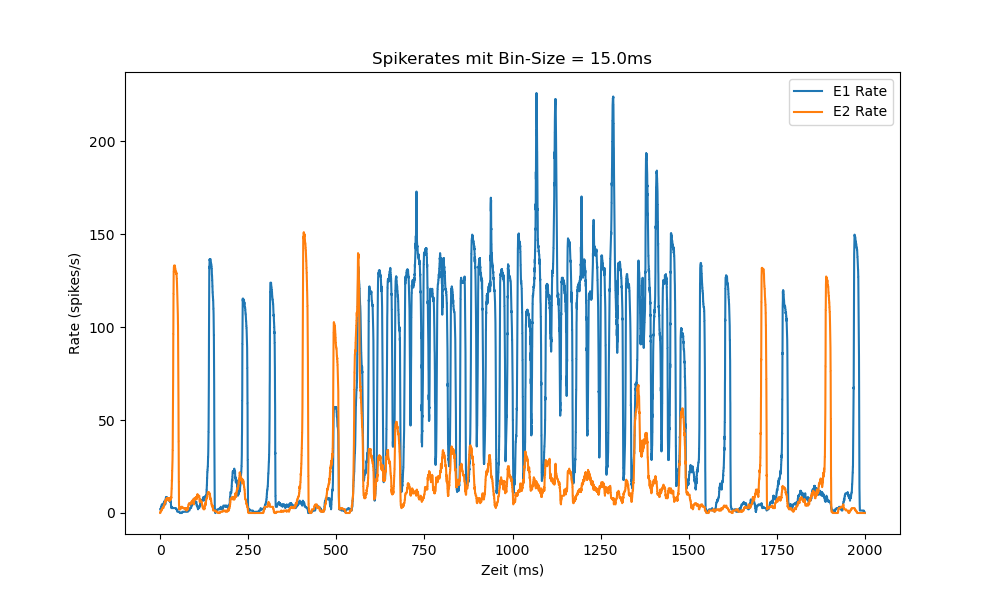 Spikerates mit Bin-Size = 15.0ms
E1 Rate
E2 Rate
200
150
100
50
0
Rate (spikes/s)
0 250 500 750 1000 1250 1500 1750 2000
Zeit (ms)